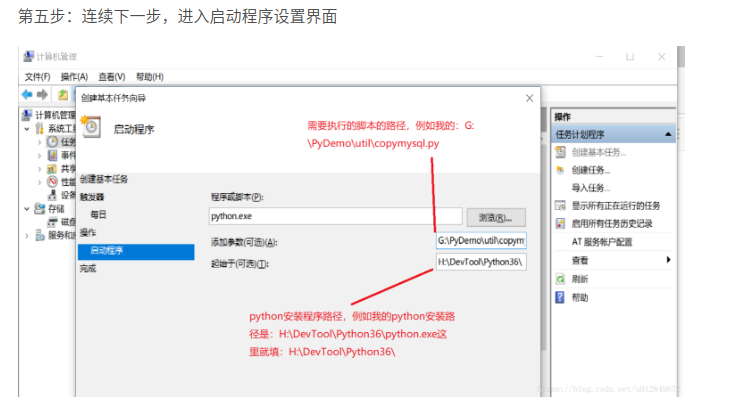 第五步：连续下一步，进入启动程序设置界面
计算机管理
文件(F) 操作(A) 查看(V) 帮助(H)
创建基本任务向导
启动程序
需要执行的脚本的路径，例如我的：G:
\PyDemo\util\copymysql.py
计算机管理
系统工
任务
事件
共享
性能
设备
存储
磁盘
服务和
创建基本任务
触发器
每日
操作
启动程序
完成
程序或脚本(P):
python.exe
浏览(R)...
添加参数(可选)(A):
G:\PyDemo\util\copym
起始于(可选)(T):
H:\DevTool\Python36\
python安装程序路径，例如我的python安装路
径是：H:\DevTool\Python36\python.exe这
里就填：H:\DevTool\Python36\
操作
任务计划程序
创建基本任务...
创建任务...
导入任务...
显示所有正在运行的任务
启用所有任务历史记录
AT 服务帐户配置
查看
刷新
帮助